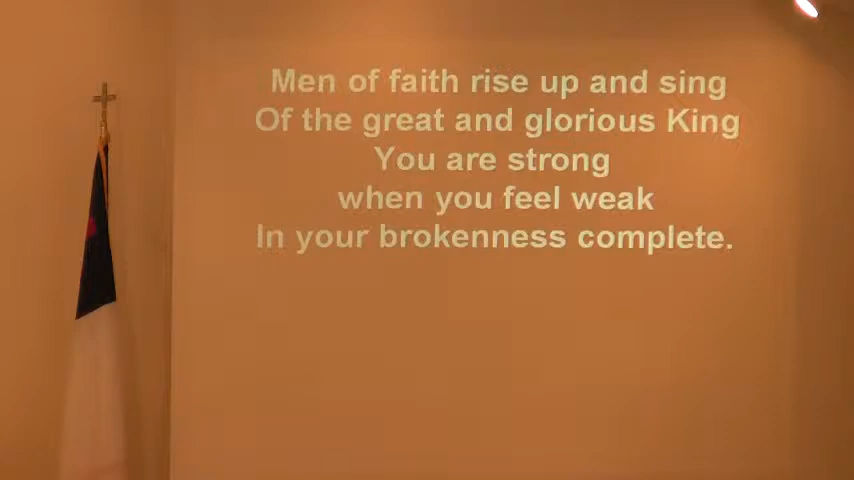 Men of faith rise up and sing
Of the great and glorious King
You are strong
when you feel weak
In your brokenness complete.